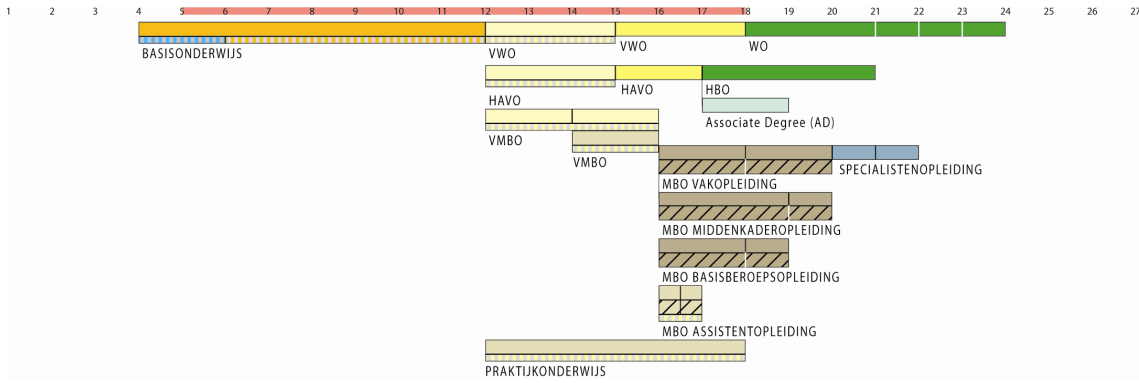 1 2 3 4 5 6 7 8 9 10 11 12 13 14 15 16 17 18 19 20 21 22 23 24 25 26 27
BASISONDERWIJS VWO VWO WO
HAVO HAVO HBO
VMBO Associate Degree (AD)
VMBO
MBO VAKOPLEIDING SPECIALISTENOPLEIDING
MBO MIDDENKADEROPLEIDING
MBO BASISBEROEPSOPLEIDING
MBO ASSISTENTOPLEIDING
PRAKTIJKONDERWIJS